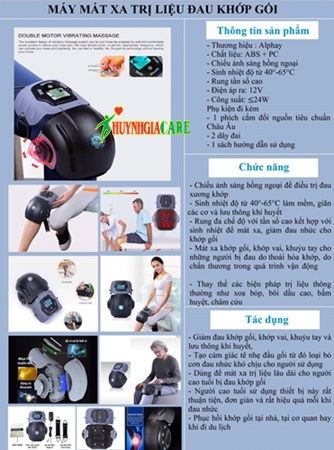 MÁY MÁT XA TRỊ LIỆU ĐAU KHỚP GỐI
DOUBLE MOTOR VIBRATING MASSAGE
HUYNHGIACARE
Thông tin sản phẩm
- Thương hiệu : Alphay
- Chất liệu: ABS + PC
- Chiếu ánh sáng hồng ngoại
- Sinh nhiệt độ từ 40°-65°C
- Rung tần số cao
- Điện áp ra: 12V
- Công suất: ≤24W
Phụ kiện đi kèm
- 1 phích cắm đổi nguồn tiêu chuẩn
Châu Âu
- 2 dây đai
- 1 sách hướng dẫn sử dụng
Chức năng
- Chiếu ánh sáng hồng ngoại để điều trị đau
xương khớp
- Sinh nhiệt độ từ 40°-65°C làm mềm, giãn
các cơ và lưu thông khí huyết
- Rung đa chế độ với tần số cao kết hợp với
sinh nhiệt để mát xa, giảm đau nhức cho
khớp gối
- Mát xa khớp gối, khớp vai, khuỷu tay cho
những người bị đau do thoái hóa khớp, do
chấn thương trong quá trình vận động
- Thay thế các biện pháp trị liệu thông
thường như xoa bóp, bôi dầu cao, bấm
huyệt, châm cứu
Tác dụng
- Giảm đau khớp gối, khớp vai, khuỷu tay và
lưu thông khí huyết,
- Tạo cảm giác tê nhẹ đầu gối từ đó loại bỏ
cơn đau nhức khó chịu cho người sử dụng
- Dùng để mát xa trị liệu lâu dài cho người
cao tuổi bị đau khớp gối
- Người cao tuổi sử dụng thiết bị này rất
thuận tiện, đơn giản và rất hiệu quả mỗi khi
đau nhức
- Phục hồi khớp gối tại nhà, tại cơ quan hay
khi đi du lịch